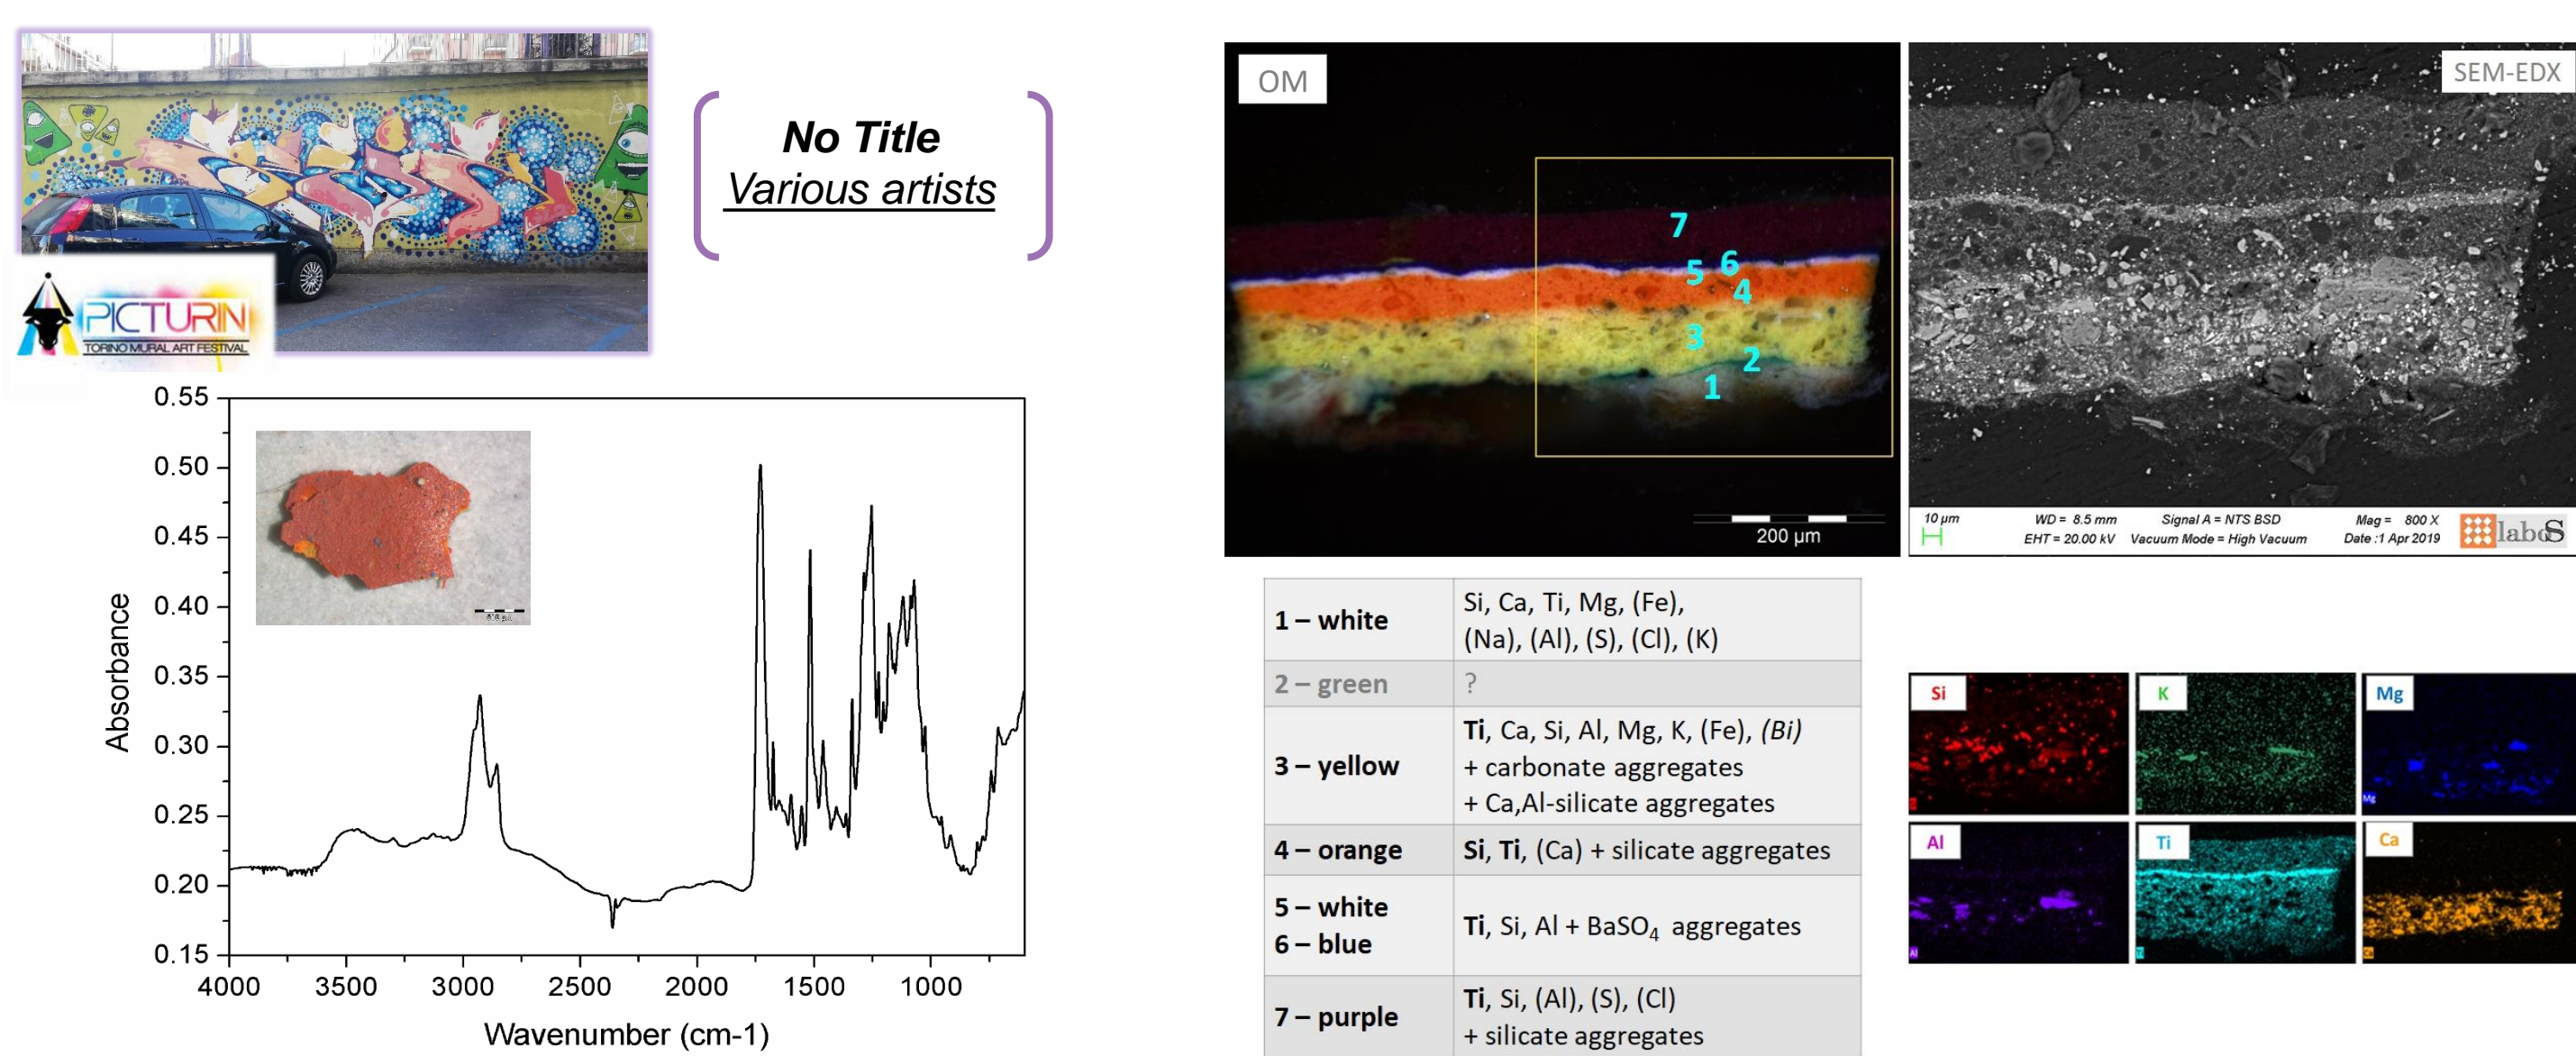 No Title
Various artists
PICTURIN
TORINO MURAL ART FESTIVAL
0.55
0.50
0.45
0.40
0.35
0.30
0.25
0.20
0.15
Absorbance
4000 3500 3000 2500 2000 1500 1000
Wavenumber (cm-1)
OM
7
6
5
4
3
2
1
200 µm
SEM-EDX
10 µm
WD = 8.5 mm Signal A = NTS BSD Mag = 800 X
EHT = 20.00 kV Vacuum Mode = High Vacuum Date :1 Apr 2019
laboS
1 – white
Si, Ca, Ti, Mg, (Fe),
(Na), (Al), (S), (Cl), (K)
2 – green
?
3 – yellow
Ti, Ca, Si, Al, Mg, K, (Fe), (Bi)
+ carbonate aggregates
+ Ca,Al-silicate aggregates
4 – orange
Si, Ti, (Ca) + silicate aggregates
5 – white
6 – blue
Ti, Si, Al + BaSO₄ aggregates
7 – purple
Ti, Si, (Al), (S), (Cl)
+ silicate aggregates
Si
K
Mg
Mg
Al
Al
Ti
Ti
Ca
Ca